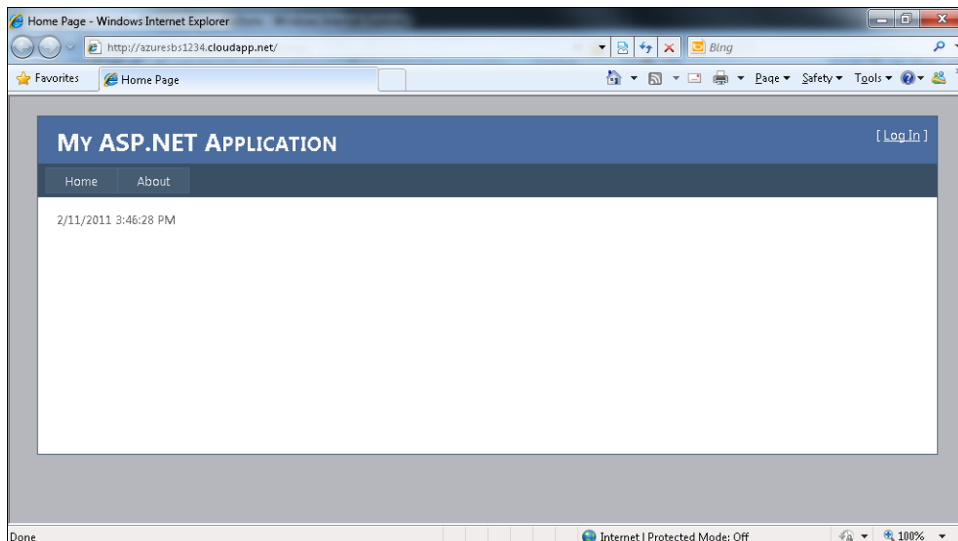 Home Page - Windows Internet Explorer
http://azuresbs1234.cloudapp.net/
Bing
Favorites
Home Page
Page
Safety
Tools
MY ASP.NET APPLICATION
[ Log In ]
Home
About
2/11/2011 3:46:28 PM
Done
Internet | Protected Mode: Off
100%